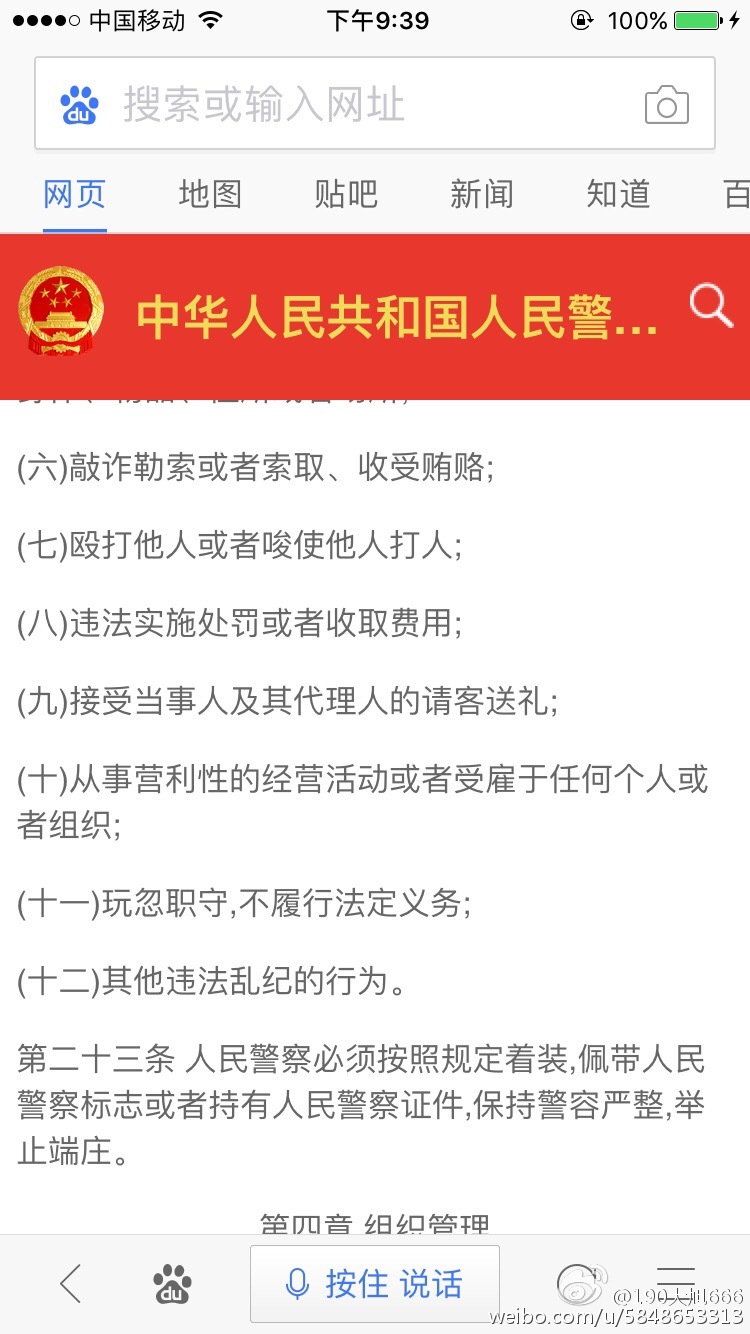 中国移动 下午9:39 100%
du 搜索或输入网址
网页 地图 贴吧 新闻 知道 百
中华人民共和国人民警...
(六)敲诈勒索或者索取、收受贿赂;
(七)殴打他人或者唆使他人打人;
(八)违法实施处罚或者收取费用;
(九)接受当事人及其代理人的请客送礼;
(十)从事营利性的经营活动或者受雇于任何个人或
者组织;
(十一)玩忽职守,不履行法定义务;
(十二)其他违法乱纪的行为。
第二十三条 人民警察必须按照规定着装,佩带人民
警察标志或者持有人民警察证件,保持警容严整,举
止端庄。
第四章 组织管理
du 按住 说话
weibo.com/u/5848653313